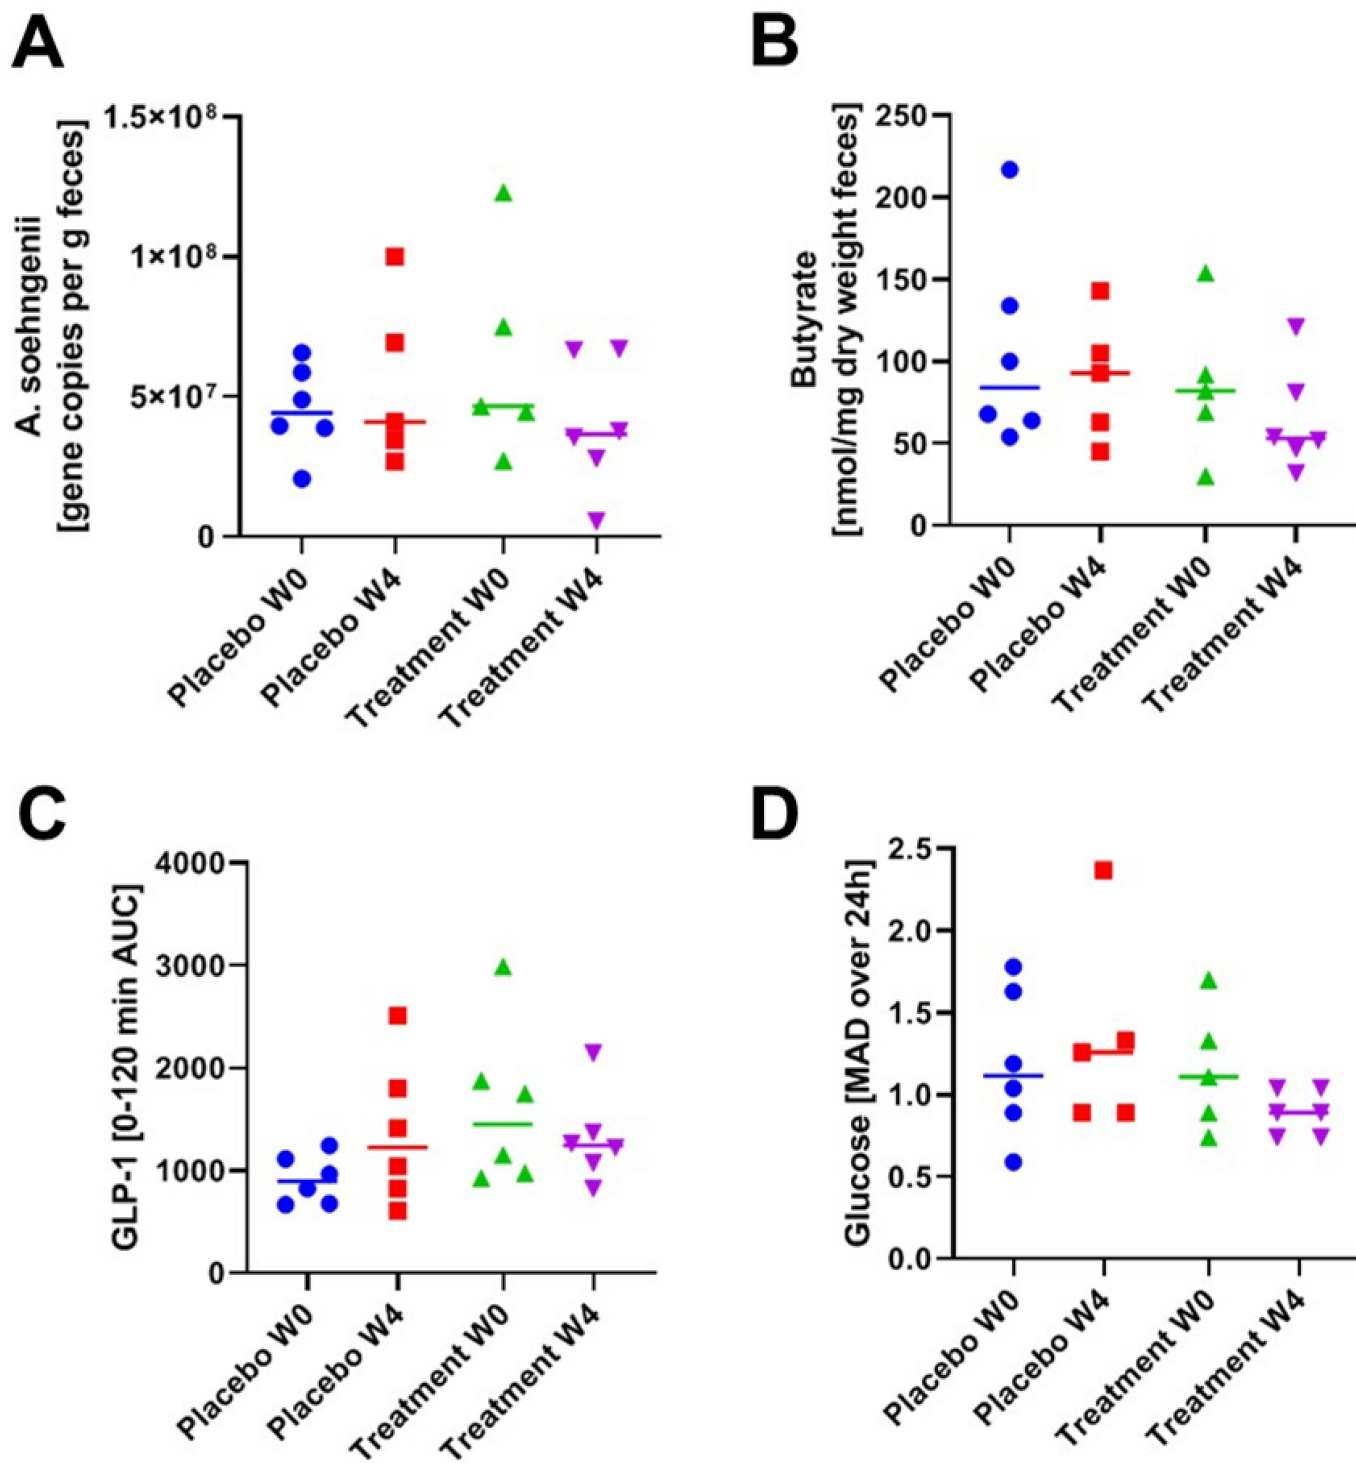 A
A. soehngenii
[gene copies per g feces]
1.5×10⁸
1×10⁸
5×10⁷
0
Placebo W0
Placebo W4
Treatment W0
Treatment W4
B
Butyrate
[nmol/mg dry weight feces]
250
200
150
100
50
0
Placebo W0
Placebo W4
Treatment W0
Treatment W4
C
GLP-1 [0-120 min AUC]
4000
3000
2000
1000
0
Placebo W0
Placebo W4
Treatment W0
Treatment W4
D
Glucose [MAD over 24h]
2.5
2.0
1.5
1.0
0.5
0.0
Placebo W0
Placebo W4
Treatment W0
Treatment W4